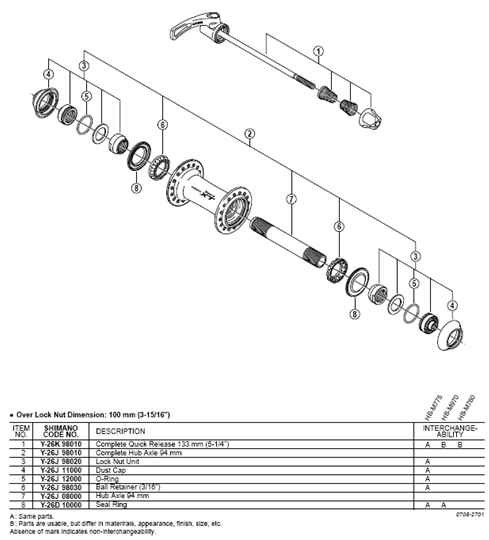 1
4
3
5
6
2
8
XT
7
6
3
5
4
8
• Over Lock Nut Dimension: 100 mm (3-15/16")
HB-M775
HB-M970
HB-M760
ITEM NO. SHIMANO CODE NO. DESCRIPTION INTERCHANGE-ABILITY
1 Y-26K 98010 Complete Quick Release 133 mm (5-1/4") A B B
2 Y-26J 98010 Complete Hub Axle 94 mm
3 Y-26J 98020 Lock Nut Unit A
4 Y-26J 11000 Dust Cap A
5 Y-26J 12000 O-Ring A
6 Y-26J 98030 Ball Retainer (3/16") A
7 Y-26J 08000 Hub Axle 94 mm
8 Y-26D 10000 Seal Ring A A
0706-2701
A: Same parts.
B: Parts are usable, but differ in materials, appearance, finish, size, etc.
Absence of mark indicates non-interchangeability.